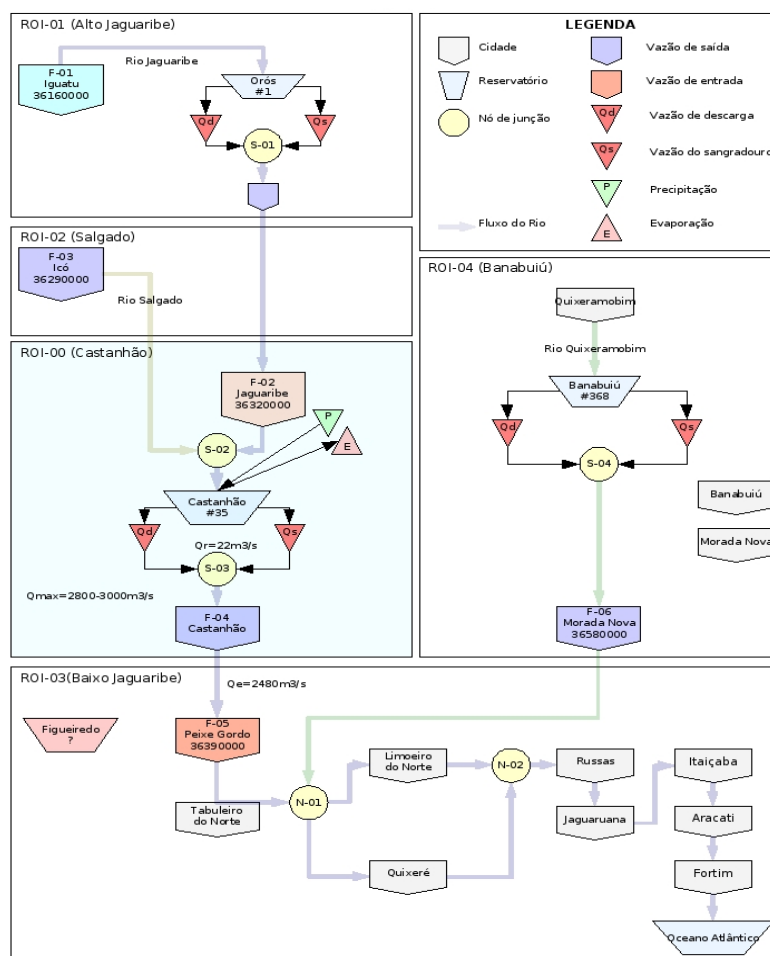 ROI-01 (Alto Jaguaribe)
F-01
Iguatu
36160000
Rio Jaguaribe
Orós
#1
Qd
Qs
S-01
LEGENDA
Cidade
Reservatório
Nó de junção
Fluxo do Rio
Vazão de saída
Vazão de entrada
Qd
Vazão de descarga
Qs
Vazão do sangradouro
P
Precipitação
E
Evaporação
ROI-02 (Salgado)
F-03
Icó
36290000
Rio Salgado
ROI-00 (Castanhão)
F-02
Jaguaribe
36320000
P
E
S-02
Castanhão
#35
Qd
Qs
Qr=22m3/s
S-03
Qmax=2800-3000m3/s
F-04
Castanhão
ROI-04 (Banabuiú)
Quixeramobim
Rio Quixeramobim
Banabuiú
#368
Qd
Qs
S-04
Banabuiú
Morada Nova
F-06
Morada Nova
36580000
ROI-03(Baixo Jaguaribe)
Qe=2480m3/s
Figueiredo
?
F-05
Peixe Gordo
36390000
Tabuleiro
do Norte
N-01
Limoeiro
do Norte
Quixeré
N-02
Russas
Jaguaruana
Itaiçaba
Aracati
Fortim
Oceano Atlântico